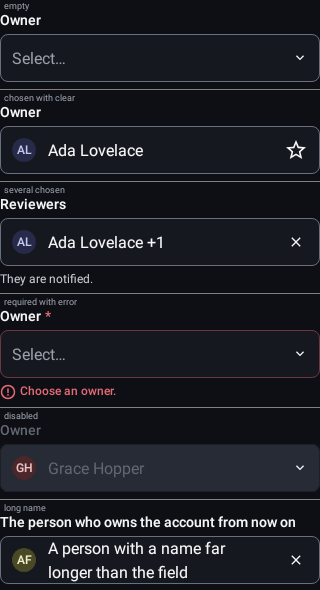 empty
Owner
Select…
chosen with clear
Owner
AL Ada Lovelace
several chosen
Reviewers
AL Ada Lovelace +1
They are notified.
required with error
Owner *
Select…
Choose an owner.
disabled
Owner
GH Grace Hopper
long name
The person who owns the account from now on
AF A person with a name far
longer than the field